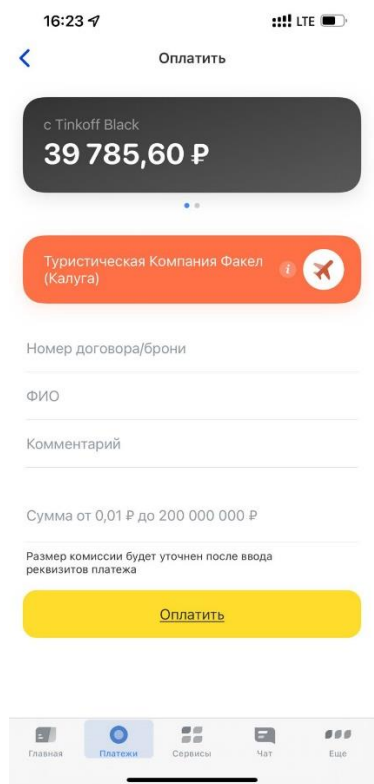 16:23
LTE
Оплатить
с Tinkoff Black
39 785,60 ₽
Туристическая Компания Факел
(Калуга)
i
Номер договора/брони
ФИО
Комментарий
Сумма от 0,01 ₽ до 200 000 000 ₽
Размер комиссии будет уточнен после ввода
реквизитов платежа
Оплатить
Главная Платежи Сервисы Чат Еще